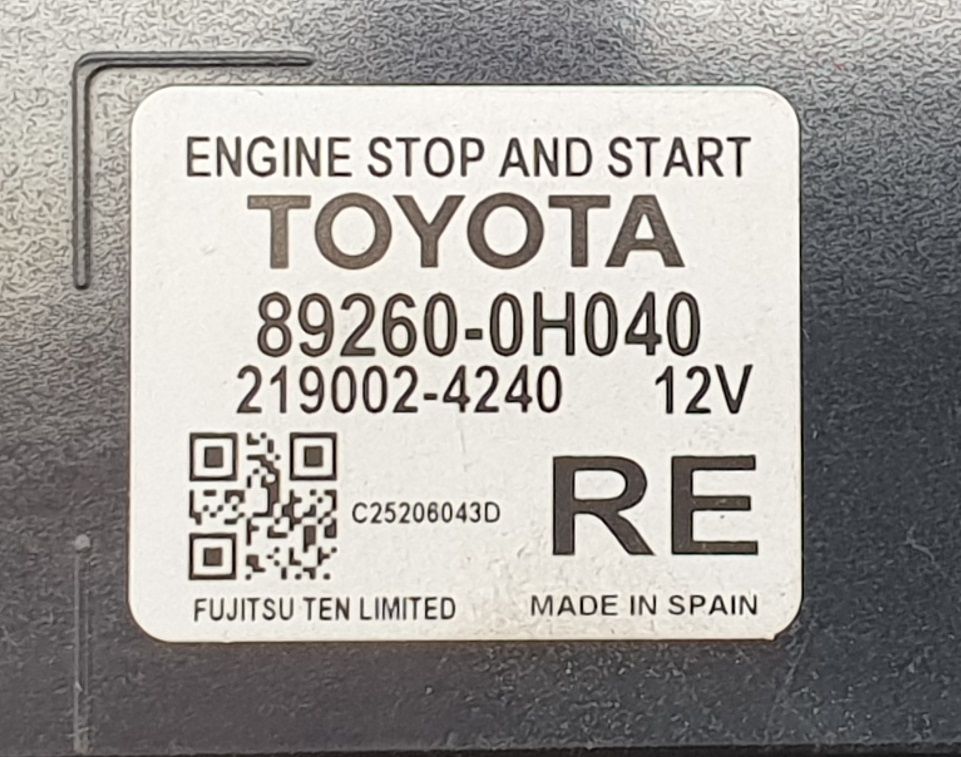 ENGINE STOP AND START
TOYOTA
89260-0H040
219002-4240 12V
C25206043D
RE
FUJITSU TEN LIMITED
MADE IN SPAIN